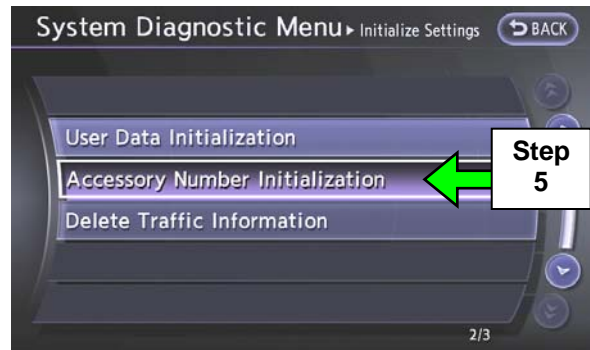 System Diagnostic Menu ▸ Initialize Settings BACK
User Data Initialization
Step
5
Accessory Number Initialization
Delete Traffic Information
2/3